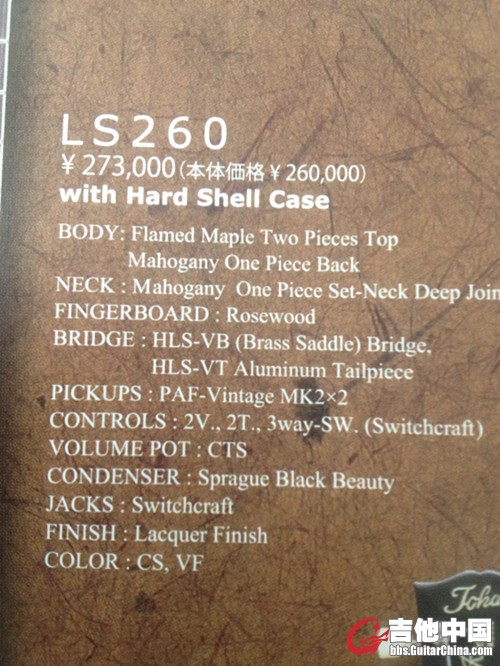 LS260
¥273,000(本体価格¥260,000)
with Hard Shell Case
BODY: Flamed Maple Two Pieces Top
Mahogany One Piece Back
NECK : Mahogany One Piece Set-Neck Deep Join
FINGERBOARD : Rosewood
BRIDGE : HLS-VB (Brass Saddle) Bridge,
HLS-VT Aluminum Tailpiece
PICKUPS : PAF-Vintage MK2×2
CONTROLS : 2V., 2T., 3way-SW. (Switchcraft)
VOLUME POT : CTS
CONDENSER : Sprague Black Beauty
JACKS : Switchcraft
FINISH : Lacquer Finish
COLOR : CS, VF
Toka
吉他中国
bbs.GuitarChina.com